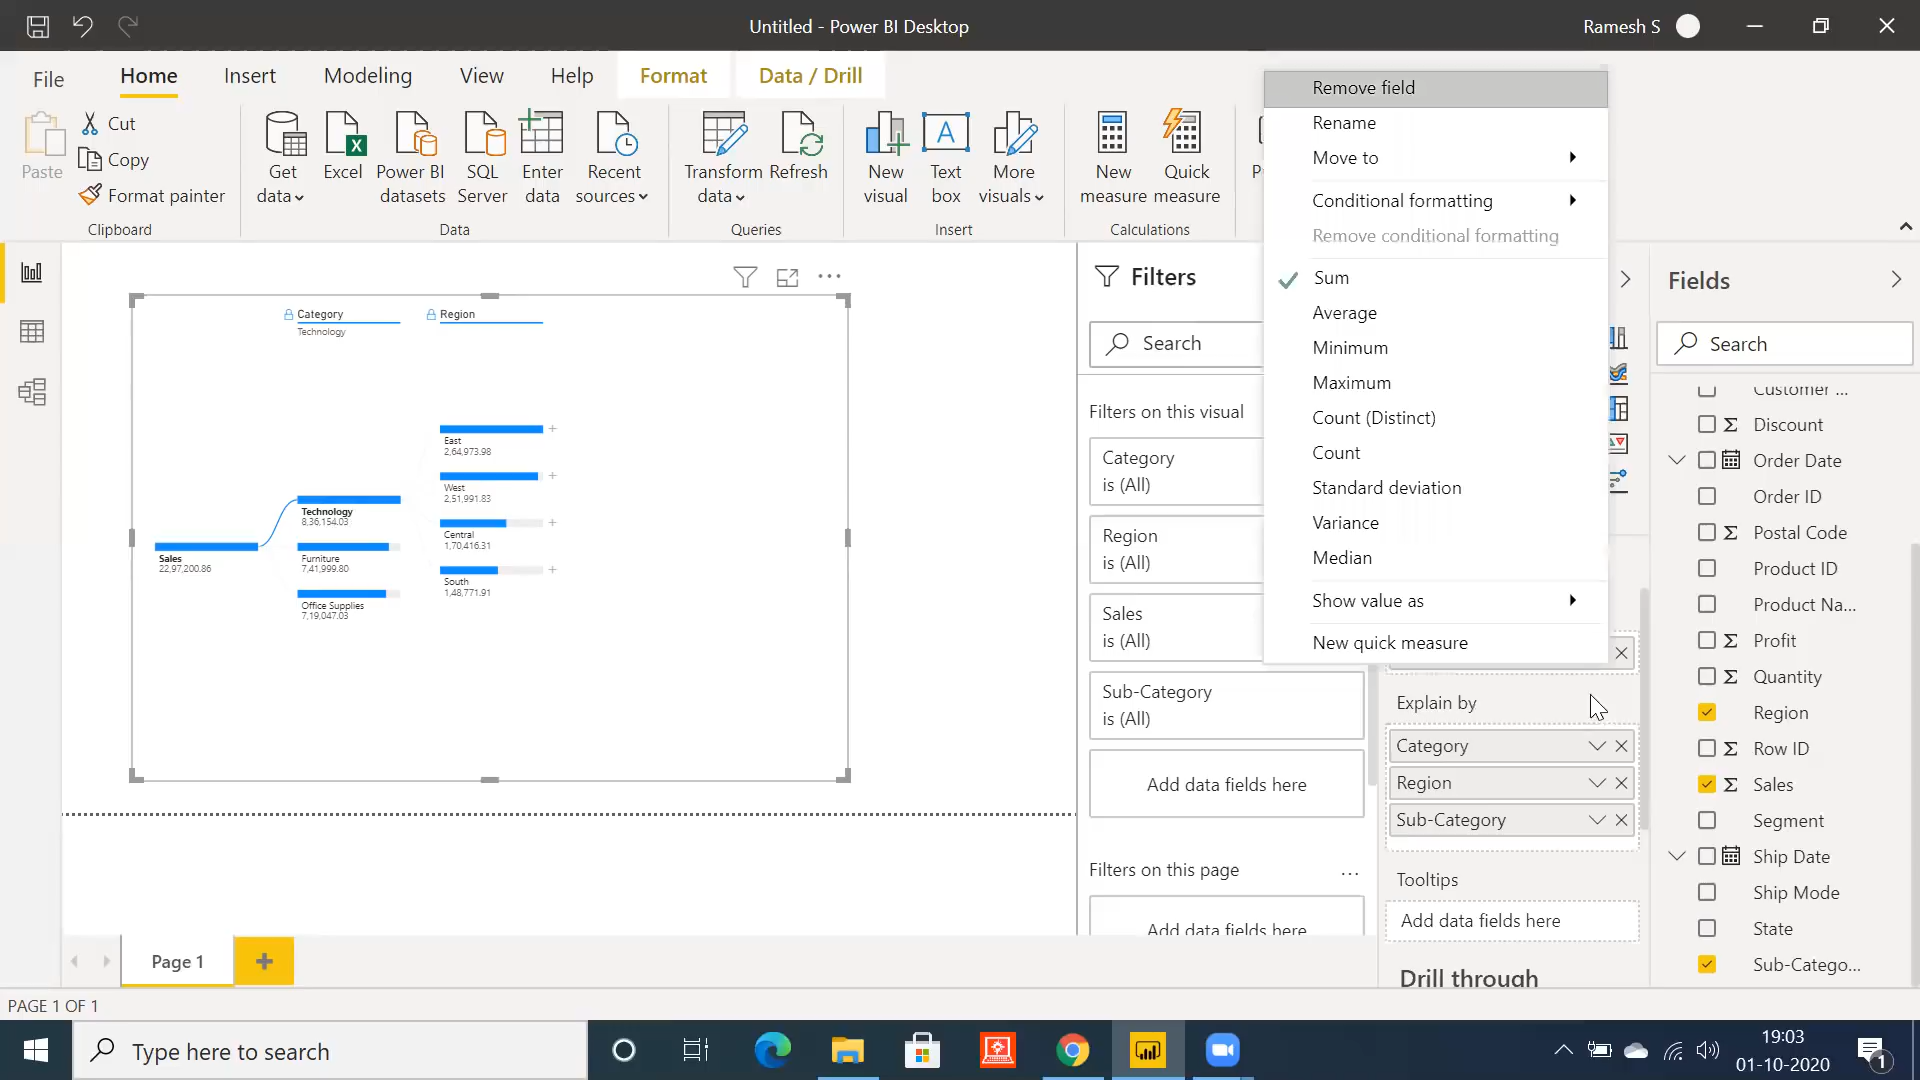 Untitled - Power BI Desktop
Ramesh S
File
Home
Insert
Modeling
View
Help
Format
Data / Drill
Paste
Cut
Copy
Format painter
Clipboard
Get data
Excel
Power BI datasets
SQL Server
Enter data
Recent sources
Data
Transform data
Refresh
Queries
New visual
Text box
More visuals
Insert
New measure
Quick measure
Calculations
Remove field
Rename
Move to
Conditional formatting
Remove conditional formatting
Sum
Average
Minimum
Maximum
Count (Distinct)
Count
Standard deviation
Variance
Median
Show value as
New quick measure
Category
Technology
Region
Sales
22,97,200.86
Technology
8,36,154.03
Furniture
7,41,999.80
Office Supplies
7,19,047.03
East
2,64,973.98
West
2,51,991.83
Central
1,70,416.31
South
1,48,771.91
Filters
Search
Filters on this visual
Category
is (All)
Region
is (All)
Sales
is (All)
Sub-Category
is (All)
Add data fields here
Filters on this page
...
Add data fields here
Explain by
Category
Region
Sub-Category
Tooltips
Add data fields here
Drill through
Fields
Search
Customer ...
Discount
Order Date
Order ID
Postal Code
Product ID
Product Na...
Profit
Quantity
Region
Row ID
Sales
Segment
Ship Date
Ship Mode
State
Sub-Catego...
Page 1
PAGE 1 OF 1
Type here to search
19:03
01-10-2020
1